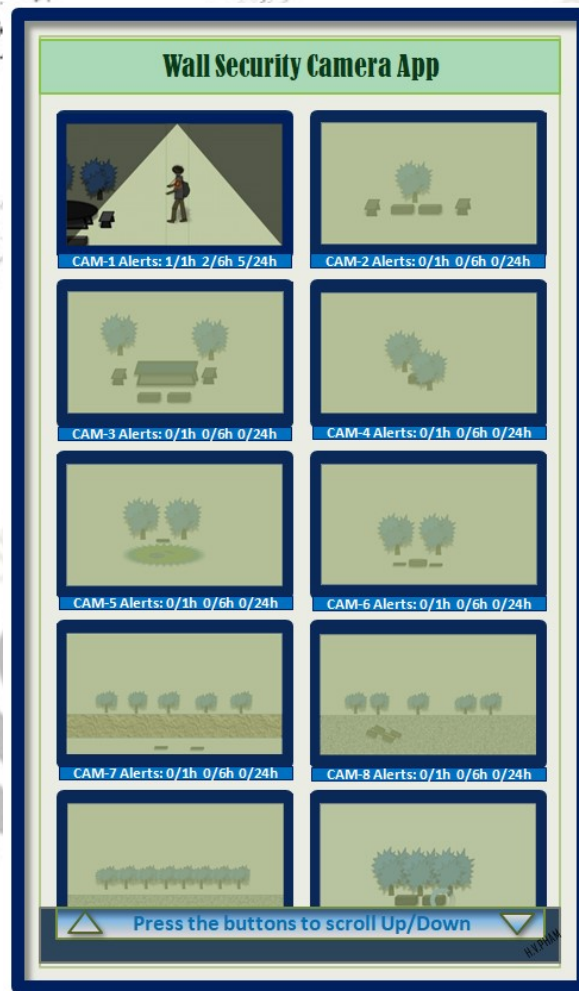 Wall Security Camera App
CAM-1 Alerts: 1/1h 2/6h 5/24h
CAM-2 Alerts: 0/1h 0/6h 0/24h
CAM-3 Alerts: 0/1h 0/6h 0/24h
CAM-4 Alerts: 0/1h 0/6h 0/24h
CAM-5 Alerts: 0/1h 0/6h 0/24h
CAM-6 Alerts: 0/1h 0/6h 0/24h
CAM-7 Alerts: 0/1h 0/6h 0/24h
CAM-8 Alerts: 0/1h 0/6h 0/24h
Press the buttons to scroll Up/Down
H.V.PHAM